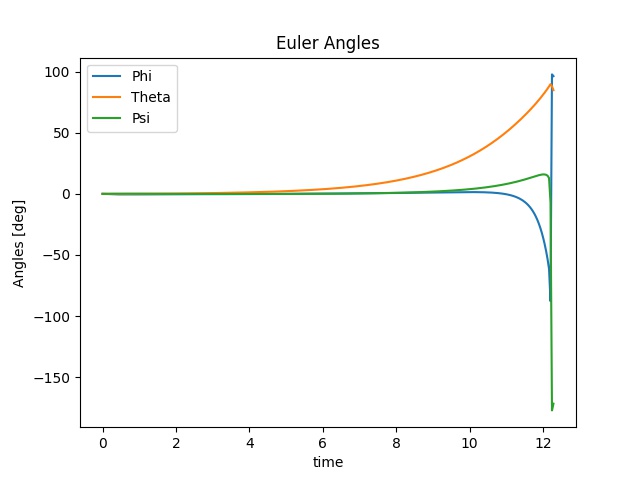 Euler Angles
Phi
Theta
Psi
100
50
0
−50
−100
−150
Angles [deg]
0 2 4 6 8 10 12
time